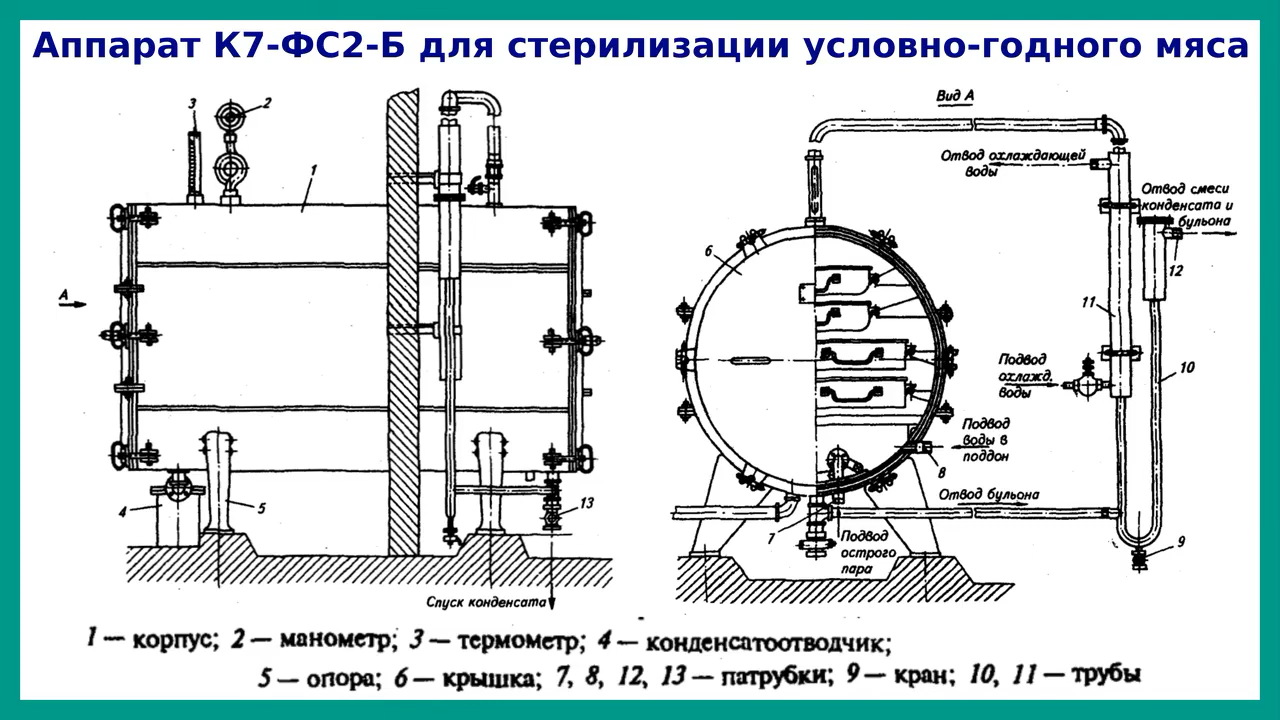 Аппарат К7-ФС2-Б для стерилизации условно-годного мяса
3
2
1
А
4
5
13
Спуск конденсата
Вид А
Отвод охлаждающей
воды
Отвод смеси
конденсата и
бульона
12
6
11
10
Подвод
охлажд.
воды
Подвод
воды в
поддон
8
Отвод бульона
7
Подвод
острого
пара
9
1 — корпус; 2 — манометр; 3 — термометр; 4 — конденсатоотводчик;
5 — опора; 6 — крышка; 7, 8, 12, 13 — патрубки; 9 — кран; 10, 11 — трубы